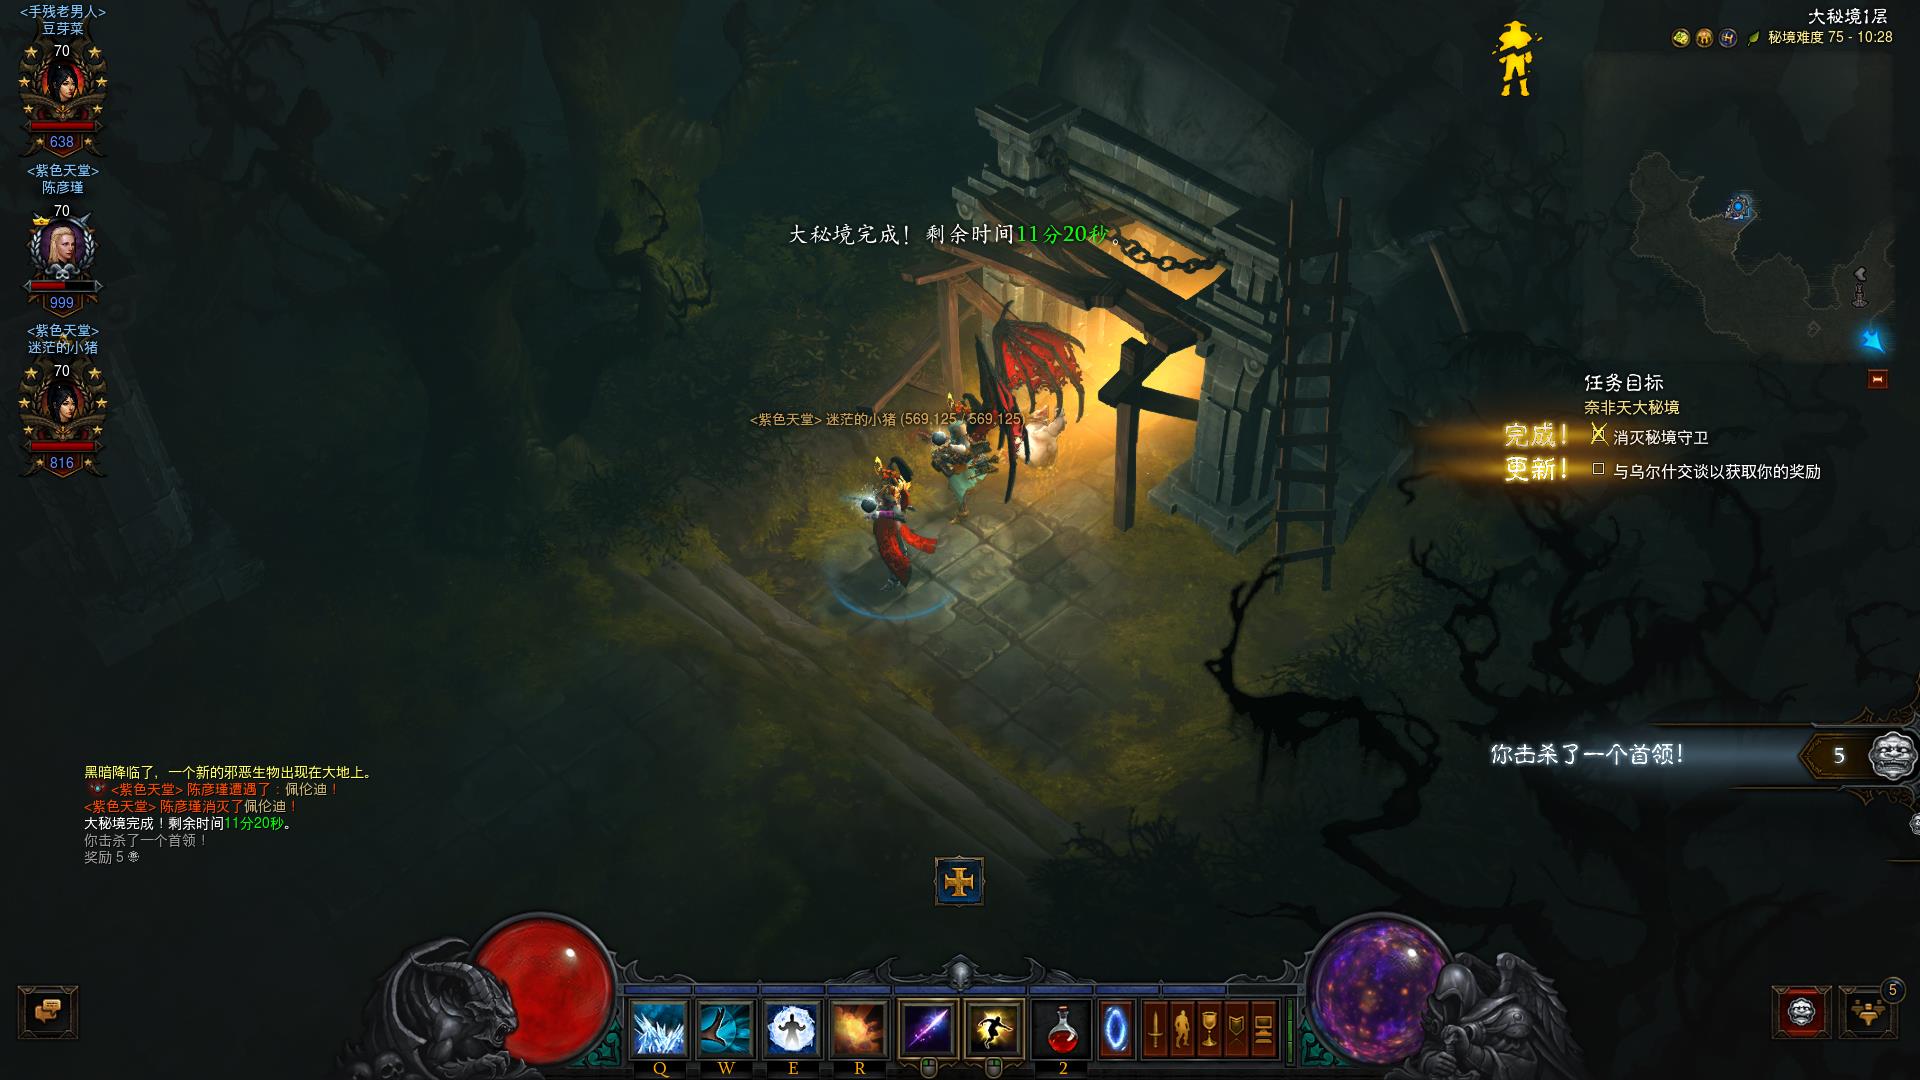 <手残老男人>
豆芽菜
70
638
<紫色天堂>
陈彦瑾
70
999
<紫色天堂>
迷茫的小猪
70
816
大秘境1层
秘境难度 75 - 10:28
大秘境完成！剩余时间11分20秒。
<紫色天堂> 迷茫的小猪 (569,125 / 569,125)
任务目标
奈非天大秘境
完成！ 消灭秘境守卫
更新！ 与乌尔什交谈以获取你的奖励
你击杀了一个首领！ 5
黑暗降临了，一个新的邪恶生物出现在大地上。
<紫色天堂> 陈彦瑾遭遇了：佩伦迪！
<紫色天堂> 陈彦瑾消灭了佩伦迪！
大秘境完成！剩余时间11分20秒。
你击杀了一个首领！
奖励 5
Q W E R 2
5